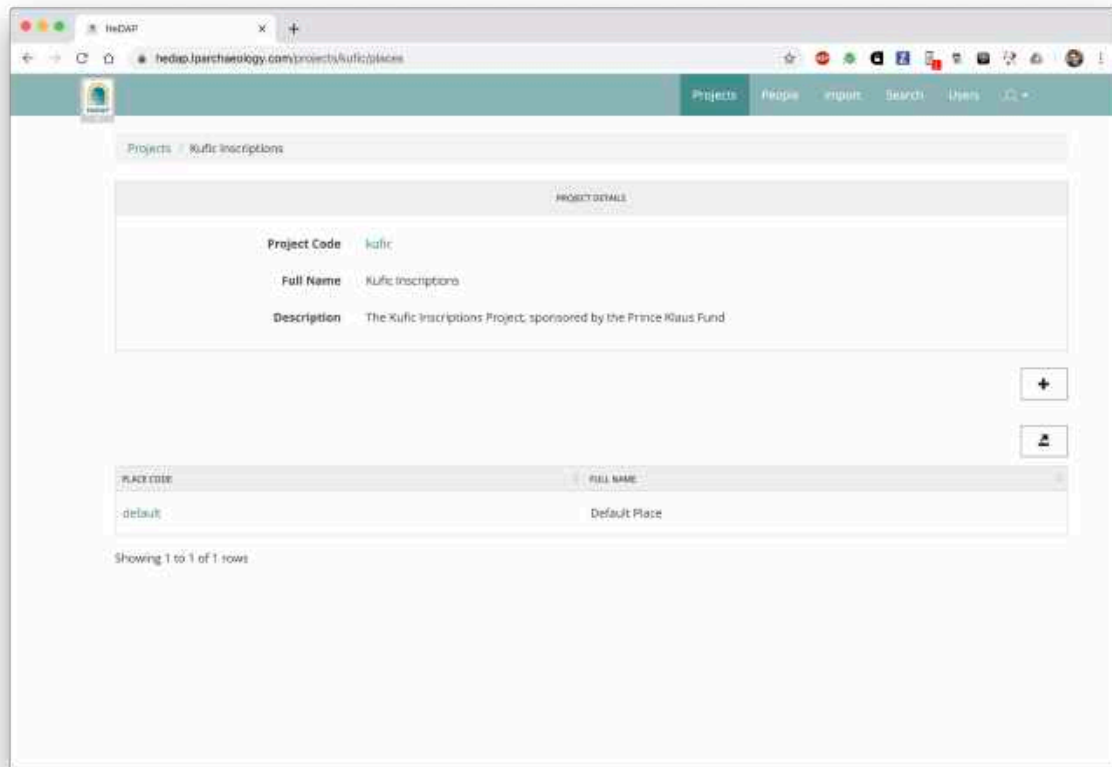 HeDAP
hedap.lparchaeology.com/projects/kufic/places
Projects People Import Search Users
Projects / Kufic Inscriptions
PROJECT DETAILS
Project Code kufic
Full Name Kufic Inscriptions
Description The Kufic Inscriptions Project, sponsored by the Prince Klaus Fund
PLACE CODE FULL NAME
default Default Place
Showing 1 to 1 of 1 rows